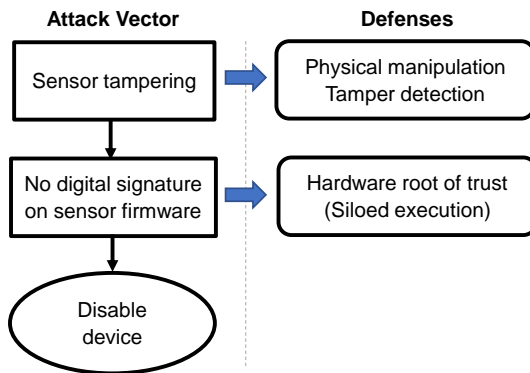 Attack Vector
Defenses
Sensor tampering
Physical manipulation
Tamper detection
No digital signature
on sensor firmware
Hardware root of trust
(Siloed execution)
Disable
device